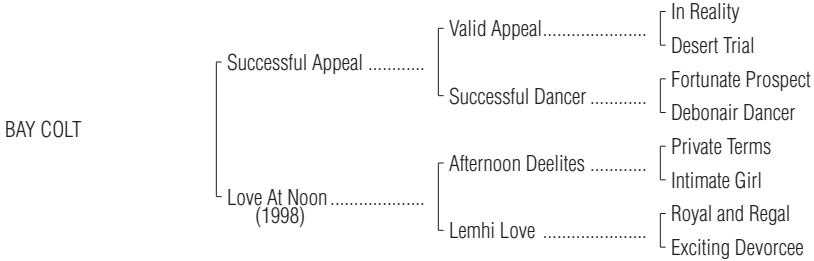 In Reality
Valid Appeal......................
Desert Trial
Successful Appeal ............
Fortunate Prospect
Successful Dancer ............
Debonair Dancer
BAY COLT
Private Terms
Afternoon Deelites ............
Intimate Girl
Love At Noon....................
(1998)
Royal and Regal
Lemhi Love ......................
Exciting Devorcee